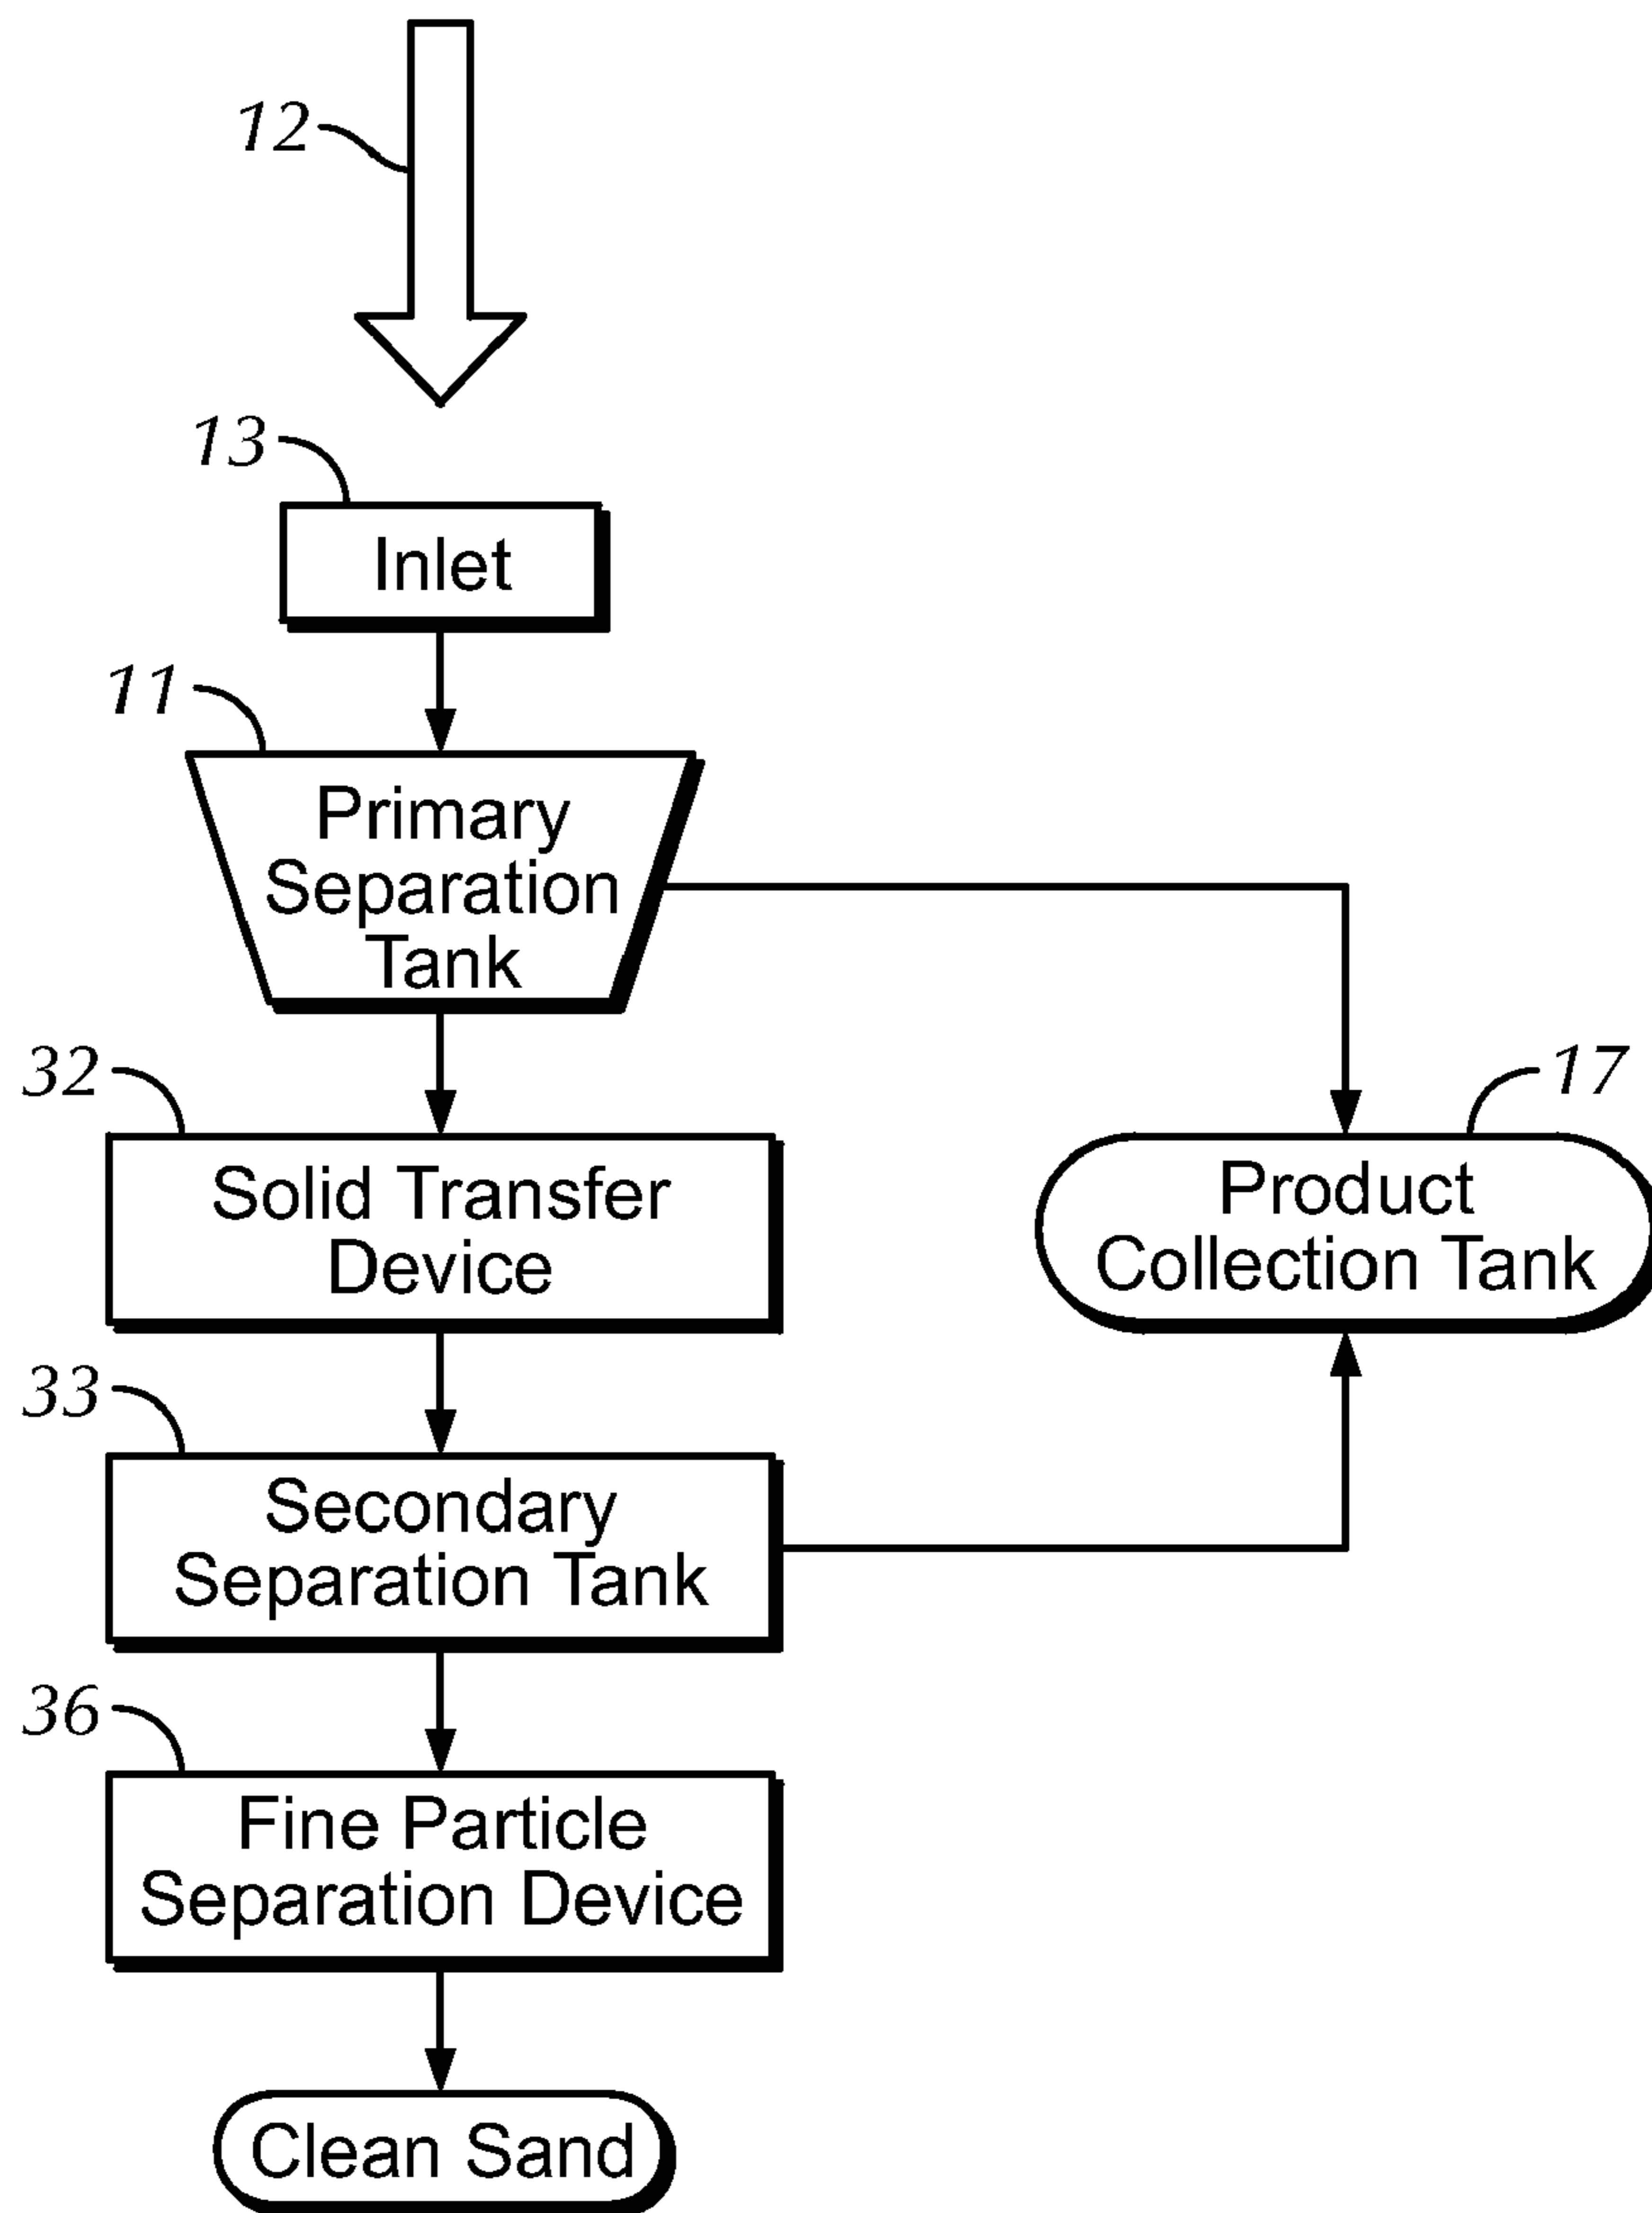 12
13
Inlet
11
Primary
Separation
Tank
32
Solid Transfer
Device
17
Product
Collection Tank
33
Secondary
Separation Tank
36
Fine Particle
Separation Device
Clean Sand